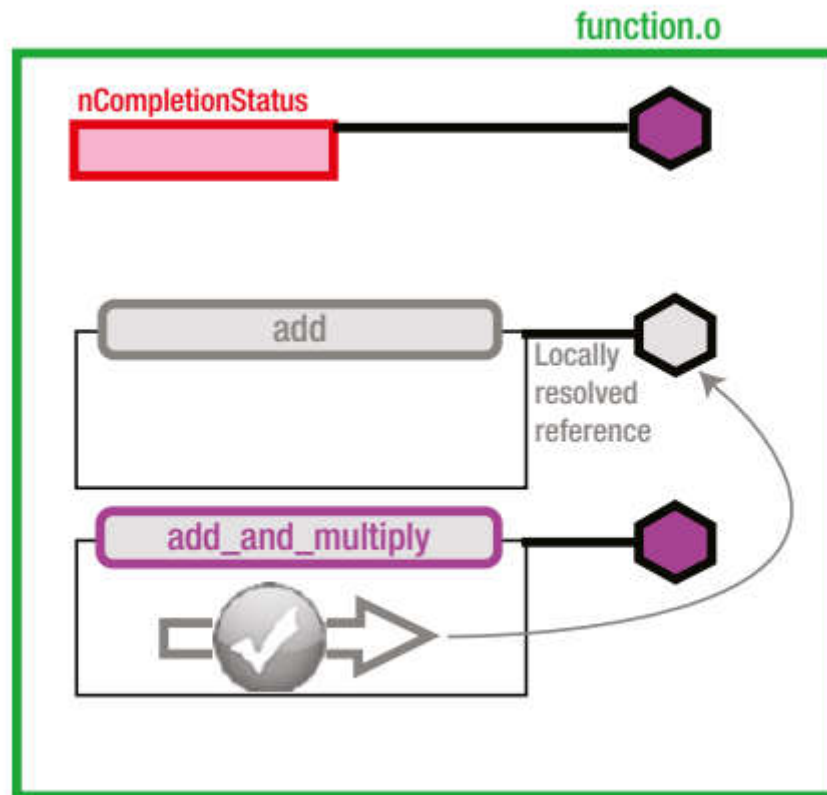 function.o
nCompletionStatus
add
Locally
resolved
reference
add_and_multiply